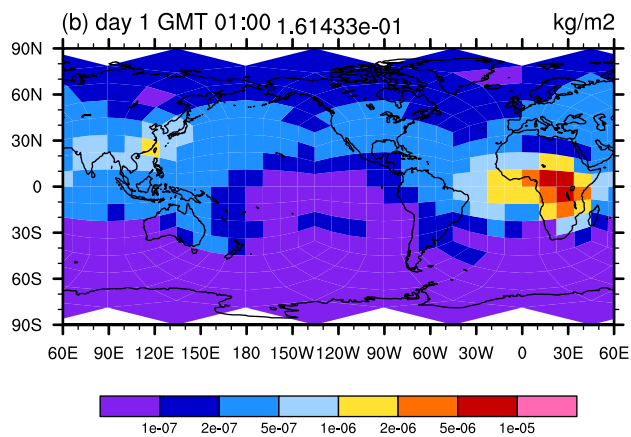 (b) day 1 GMT 01:00 1.61433e-01 kg/m2
90N
60N
30N
0
30S
60S
90S
60E 90E 120E 150E 180 150W 120W 90W 60W 30W 0 30E 60E
1e-07 2e-07 5e-07 1e-06 2e-06 5e-06 1e-05